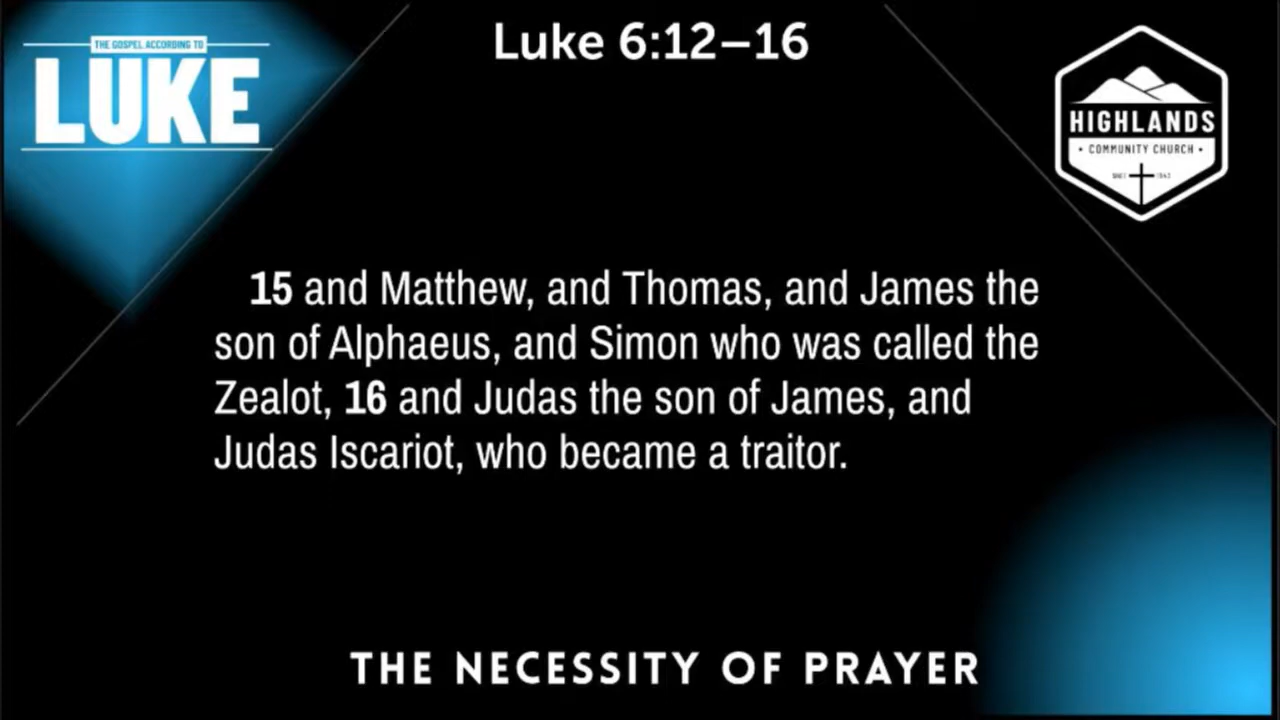 THE GOSPEL ACCORDING TO
LUKE
Luke 6:12–16
HIGHLANDS
• COMMUNITY CHURCH •
15 and Matthew, and Thomas, and James the
son of Alphaeus, and Simon who was called the
Zealot, 16 and Judas the son of James, and
Judas Iscariot, who became a traitor.
THE NECESSITY OF PRAYER